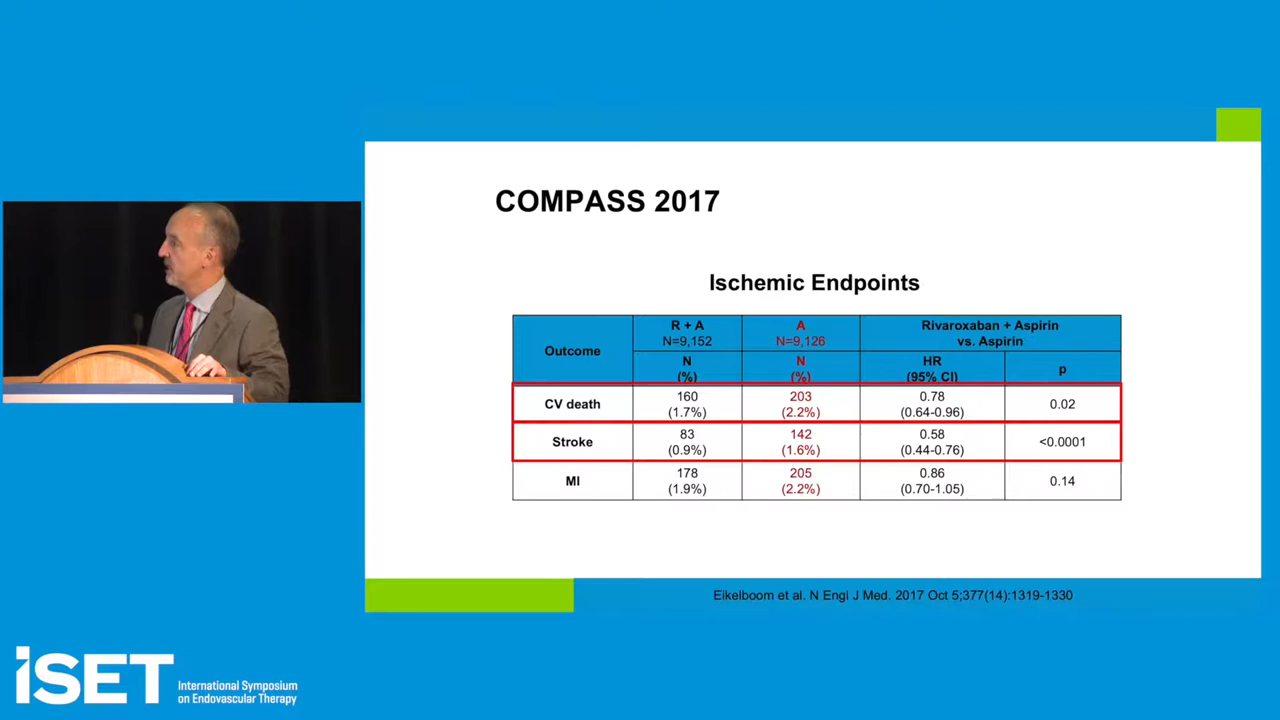 COMPASS 2017
Ischemic Endpoints
Outcome
R + A
N=9,152
A
N=9,126
Rivaroxaban + Aspirin
vs. Aspirin
N
(%)
N
(%)
HR
(95% CI)
p
CV death
160
(1.7%)
203
(2.2%)
0.78
(0.64-0.96)
0.02
Stroke
83
(0.9%)
142
(1.6%)
0.58
(0.44-0.76)
<0.0001
MI
178
(1.9%)
205
(2.2%)
0.86
(0.70-1.05)
0.14
Eikelboom et al. N Engl J Med. 2017 Oct 5;377(14):1319-1330
iSET
International Symposium
on Endovascular Therapy